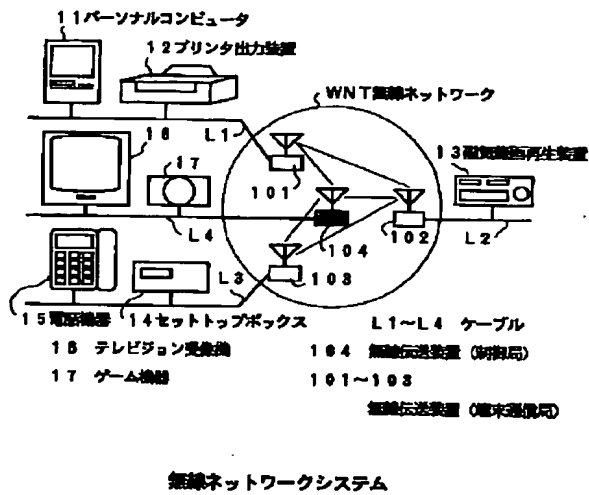 11パーソナルコンピュータ
12プリンタ出力装置
WNT無線ネットワーク
16
L1
17
101
13磁気録画再生装置
L4
104
102
L2
L3
103
15電話機器
14セットトップボックス
L1～L4 ケーブル
16 テレビジョン受像機
104 無線伝送装置（制御局）
17 ゲーム機器
101～103
無線伝送装置（端末通信局）
無線ネットワークシステム